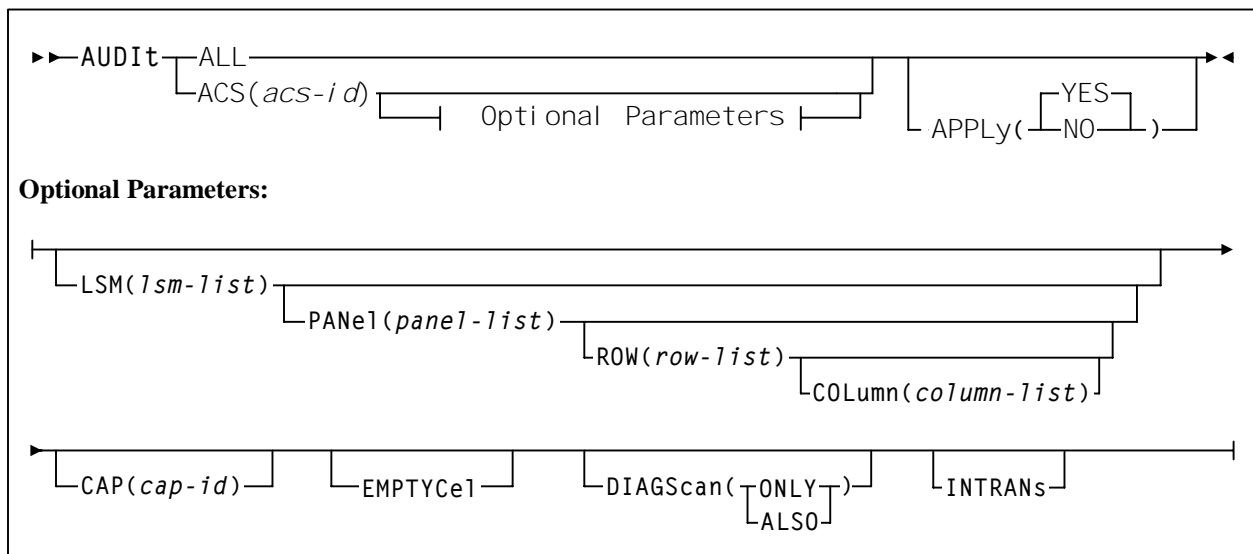 AUDIt ALL
ACS(acs-id)
Optional Parameters
APPLy( YES )
NO
Optional Parameters:
LSM(lsm-list)
PANel(panel-list)
ROW(row-list)
COLumn(column-list)
CAP(cap-id) EMPTYCel DIAGScan( ONLY ) INTRANs
ALSO